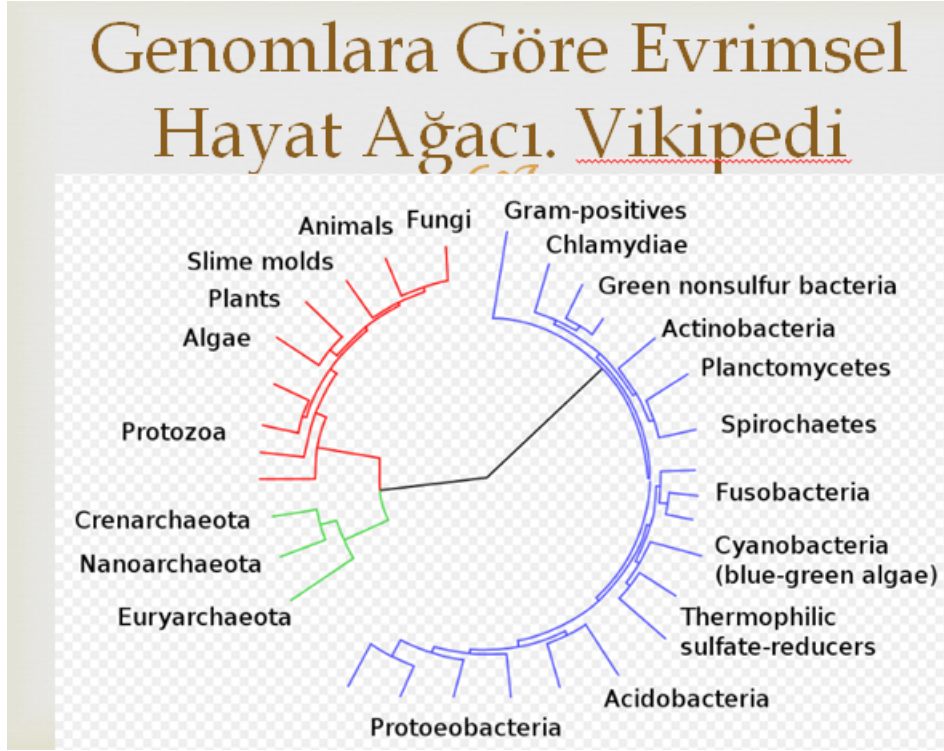 Genomlara Göre Evrimsel
Hayat Ağacı. Vikipedi
Animals
Fungi
Slime molds
Plants
Algae
Protozoa
Crenarchaeota
Nanoarchaeota
Euryarchaeota
Gram-positives
Chlamydiae
Green nonsulfur bacteria
Actinobacteria
Planctomycetes
Spirochaetes
Fusobacteria
Cyanobacteria
(blue-green algae)
Thermophilic
sulfate-reducers
Acidobacteria
Protoeobacteria